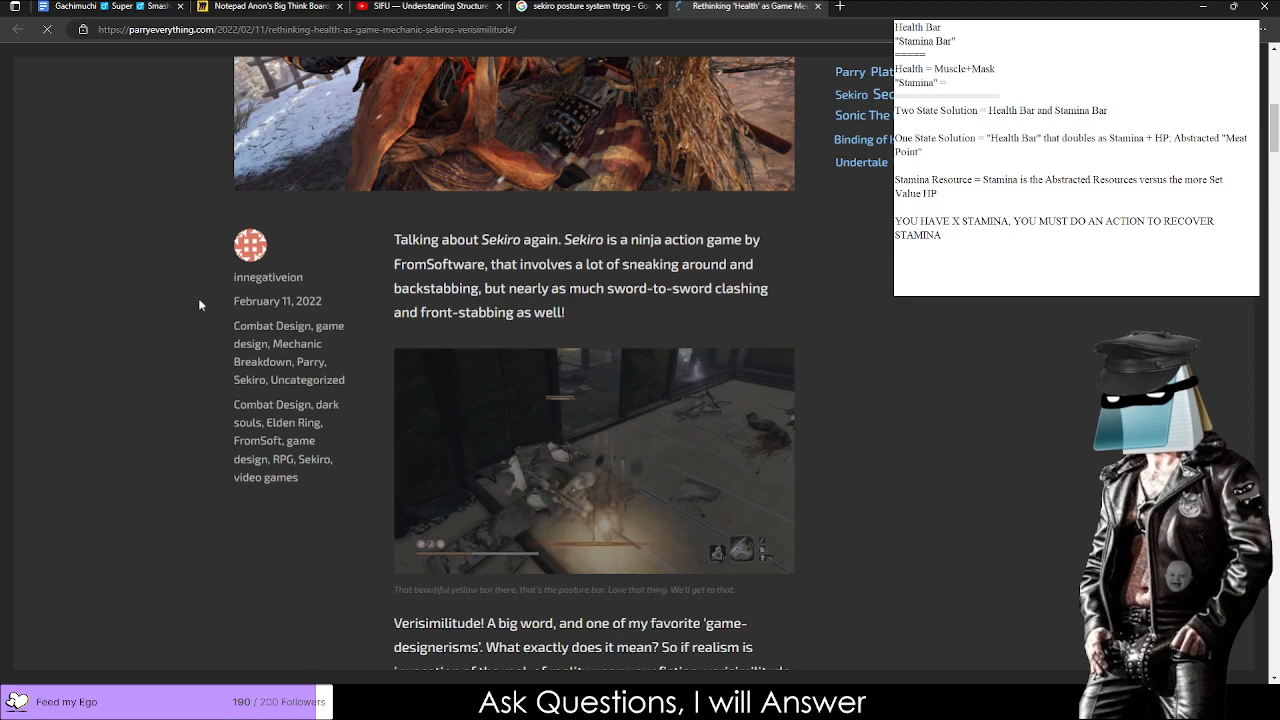 Gachimuchi
Super
Smash
Notepad Anon's Big Think Board
SIFU — Understanding Structure
sekiro posture system ttrpg - Go
Rethinking 'Health' as Game Mec
https://parryeverything.com/2022/02/11/rethinking-health-as-game-mechanic-sekiros-verisimilitude/
Health Bar
"Stamina Bar"
=====
Health = Muscle+Mask
"Stamina" =
Two State Solution = Health Bar and Stamina Bar
One State Solution = "Health Bar" that doubles as Stamina + HP; Abstracted "Meat
Point"
Stamina Resource = Stamina is the Abstracted Resources versus the more Set
Value HP
YOU HAVE X STAMINA, YOU MUST DO AN ACTION TO RECOVER
STAMINA
Parry Plat
Sekiro Sec
Sonic The
Binding of I
Undertale
innegativeion
February 11, 2022
Combat Design, game
design, Mechanic
Breakdown, Parry,
Sekiro, Uncategorized
Combat Design, dark
souls, Elden Ring,
FromSoft, game
design, RPG, Sekiro,
video games
Talking about Sekiro again. Sekiro is a ninja action game by
FromSoftware, that involves a lot of sneaking around and
backstabbing, but nearly as much sword-to-sword clashing
and front-stabbing as well!
That beautiful yellow bar there, that's the posture bar. Love that thing. We'll get to that.
Verisimilitude! A big word, and one of my favorite 'game-
designerisms'. What exactly does it mean? So if realism is
Feed my Ego
190 / 200 Followers
Ask Questions, I will Answer